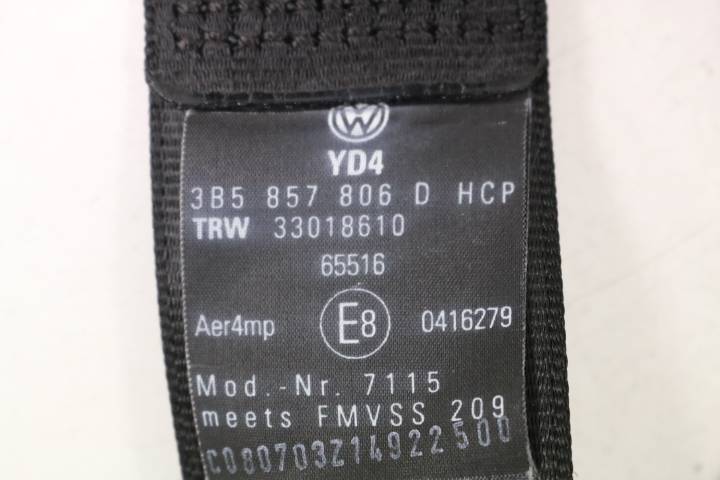 YD4
3B5 857 806 D HCP
TRW 33018610
65516
Aer4mp E8 0416279
Mod.-Nr. 7115
meets FMVSS 209
C080703Z14922500